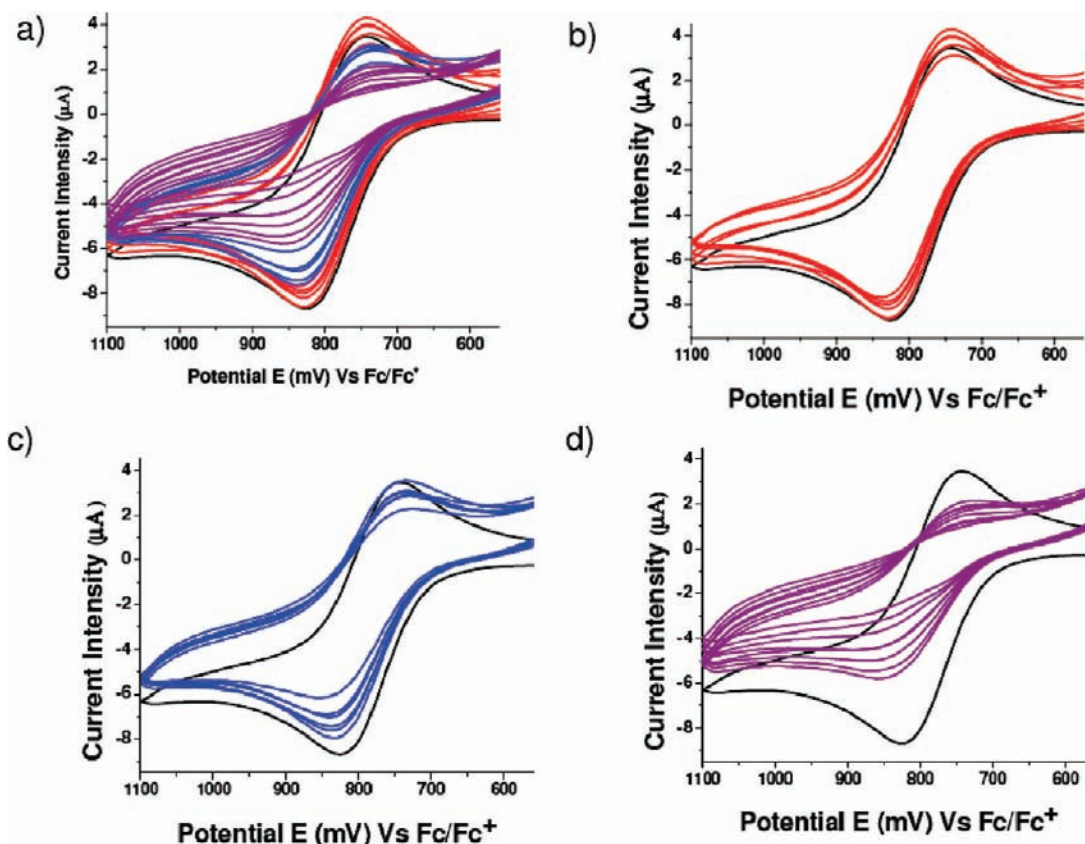 a)
Current Intensity (µA)
4
2
0
-2
-4
-6
-8
1100 1000 900 800 700 600
Potential E (mV) Vs Fc/Fc+
b)
Current Intensity (µA)
4
2
0
-2
-4
-6
-8
1100 1000 900 800 700 600
Potential E (mV) Vs Fc/Fc+
c)
Current Intensity (µA)
4
2
0
-2
-4
-6
-8
1100 1000 900 800 700 600
Potential E (mV) Vs Fc/Fc+
d)
Current Intensity (µA)
4
2
0
-2
-4
-6
-8
1100 1000 900 800 700 600
Potential E (mV) Vs Fc/Fc+